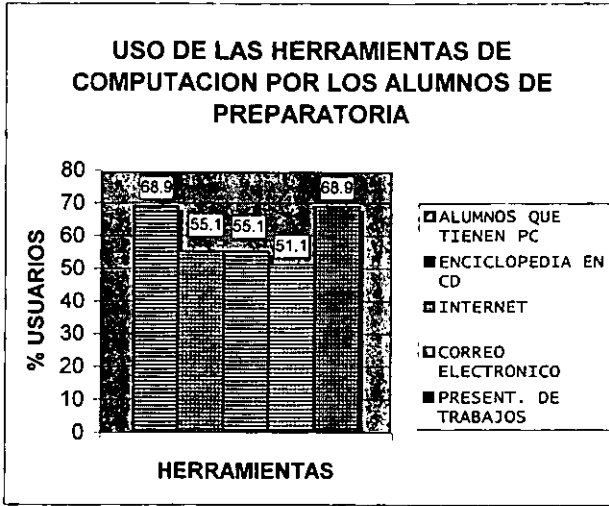 USO DE LAS HERRAMIENTAS DE
COMPUTACION POR LOS ALUMNOS DE
PREPARATORIA
80
70
60
50
40
30
20
10
0
% USUARIOS
68.9
55.1
55.1
51.1
68.9
HERRAMIENTAS
ALUMNOS QUE
TIENEN PC
ENCICLOPEDIA EN
CD
INTERNET
CORREO
ELECTRONICO
PRESENT. DE
TRABAJOS